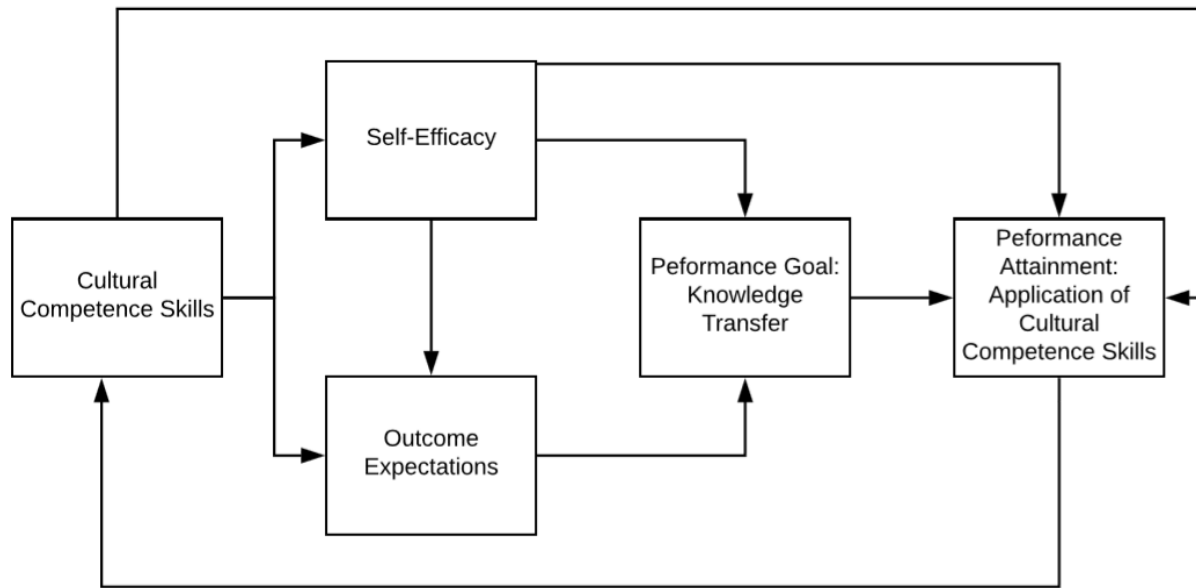 Self-Efficacy
Cultural
Competence Skills
Outcome
Expectations
Peformance Goal:
Knowledge
Transfer
Peformance
Attainment:
Application of
Cultural
Competence Skills